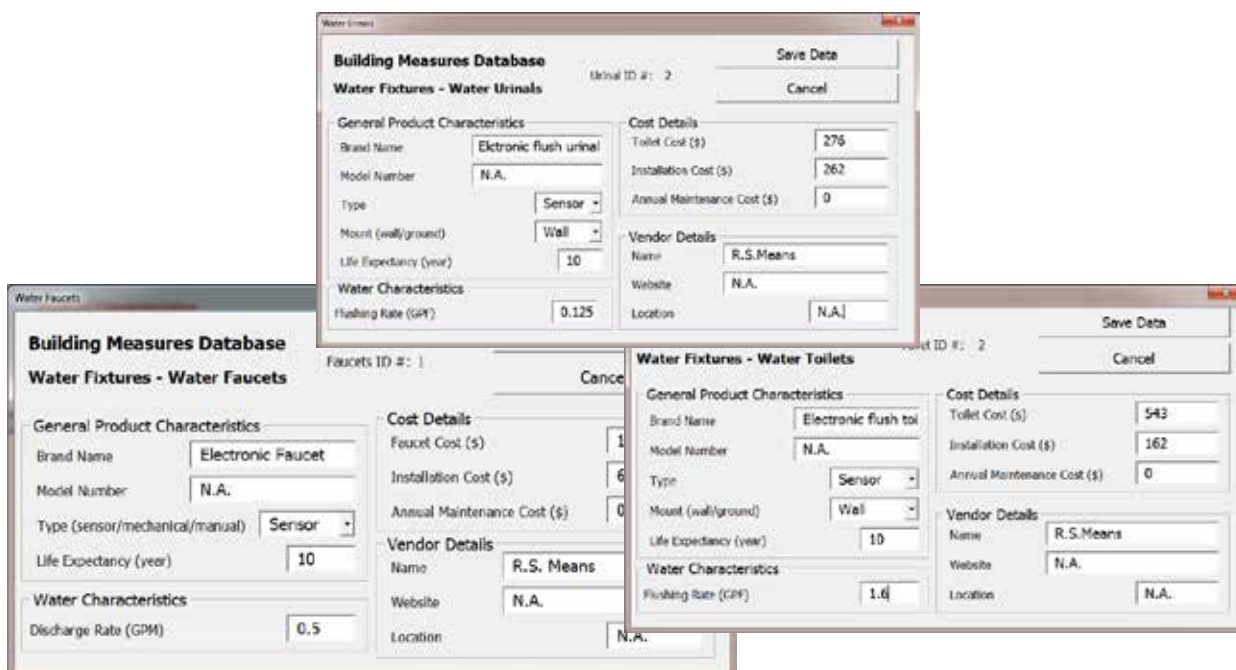 Water Urinals
Building Measures Database
Water Fixtures - Water Urinals
Urinal ID #: 2
Save Data
Cancel
General Product Characteristics
Brand Name Elctronic flush urinal
Model Number N.A.
Type Sensor
Mount (wall/ground) Wall
Life Expectancy (year) 10
Water Characteristics
Flushing Rate (GPF) 0.125
Cost Details
Toilet Cost ($) 276
Installation Cost ($) 262
Annual Maintenance Cost ($) 0
Vendor Details
Name R.S.Means
Website N.A.
Location N.A.
Water Faucets
Building Measures Database
Water Fixtures - Water Faucets
Faucets ID #: 1
Cance
General Product Characteristics
Brand Name Electronic Faucet
Model Number N.A.
Type (sensor/mechanical/manual) Sensor
Life Expectancy (year) 10
Water Characteristics
Discharge Rate (GPM) 0.5
Cost Details
Faucet Cost ($) 1
Installation Cost ($) 6
Annual Maintenance Cost ($) 0
Vendor Details
Name R.S. Means
Website N.A.
Location N.A.
Water Fixtures - Water Toilets
ID #: 2
Save Data
Cancel
General Product Characteristics
Brand Name Electronic flush toi
Model Number N.A.
Type Sensor
Mount (wall/ground) Wall
Life Expectancy (year) 10
Water Characteristics
Flushing Rate (GPF) 1.6
Cost Details
Toilet Cost ($) 543
Installation Cost ($) 162
Annual Maintenance Cost ($) 0
Vendor Details
Name R.S.Means
Website N.A.
Location N.A.